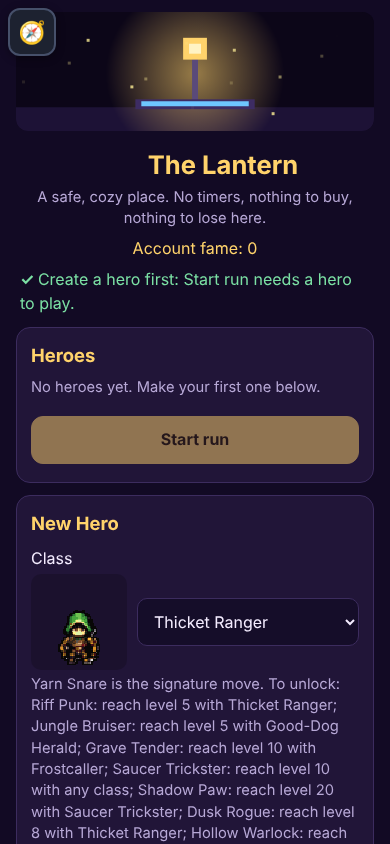 The Lantern
A safe, cozy place. No timers, nothing to buy,
nothing to lose here.
Account fame: 0
✓ Create a hero first: Start run needs a hero
to play.
Heroes
No heroes yet. Make your first one below.
Start run
New Hero
Class
Thicket Ranger
Yarn Snare is the signature move. To unlock:
Riff Punk: reach level 5 with Thicket Ranger;
Jungle Bruiser: reach level 5 with Good-Dog
Herald; Grave Tender: reach level 10 with
Frostcaller; Saucer Trickster: reach level 10
with any class; Shadow Paw: reach level 20
with Saucer Trickster; Dusk Rogue: reach level
8 with Thicket Ranger; Hollow Warlock: reach